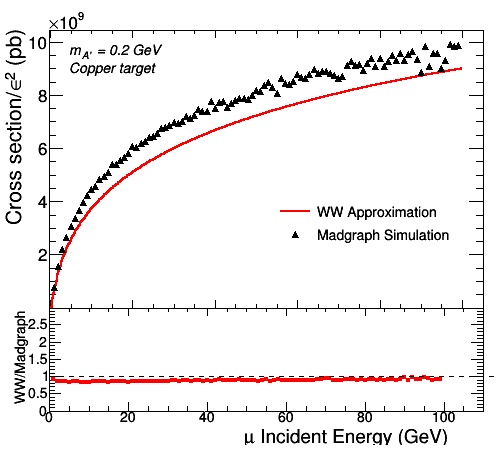 ×10⁹
m_A' = 0.2 GeV
Copper target
Cross section/ϵ² (pb)
10
8
6
4
2
WW Approximation
Madgraph Simulation
WW/Madgraph
2.5
2
1.5
1
0.5
0
0 20 40 60 80 100
μ Incident Energy (GeV)